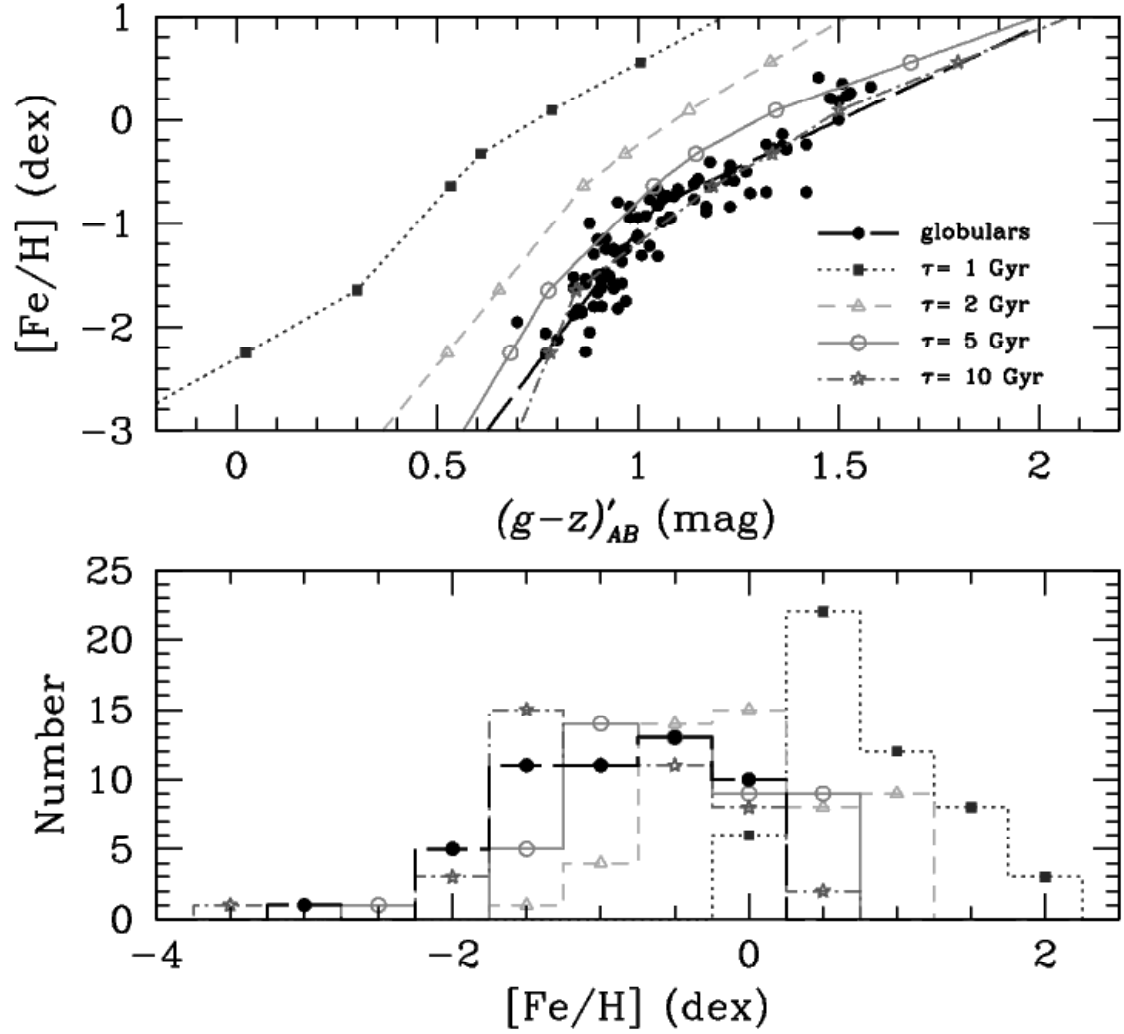 1
0
−1
−2
−3
[Fe/H] (dex)
globulars
τ= 1 Gyr
τ= 2 Gyr
τ= 5 Gyr
τ= 10 Gyr
0 0.5 1 1.5 2
(g−z)′AB (mag)
25
20
15
10
5
0
Number
−4 −2 0 2
[Fe/H] (dex)